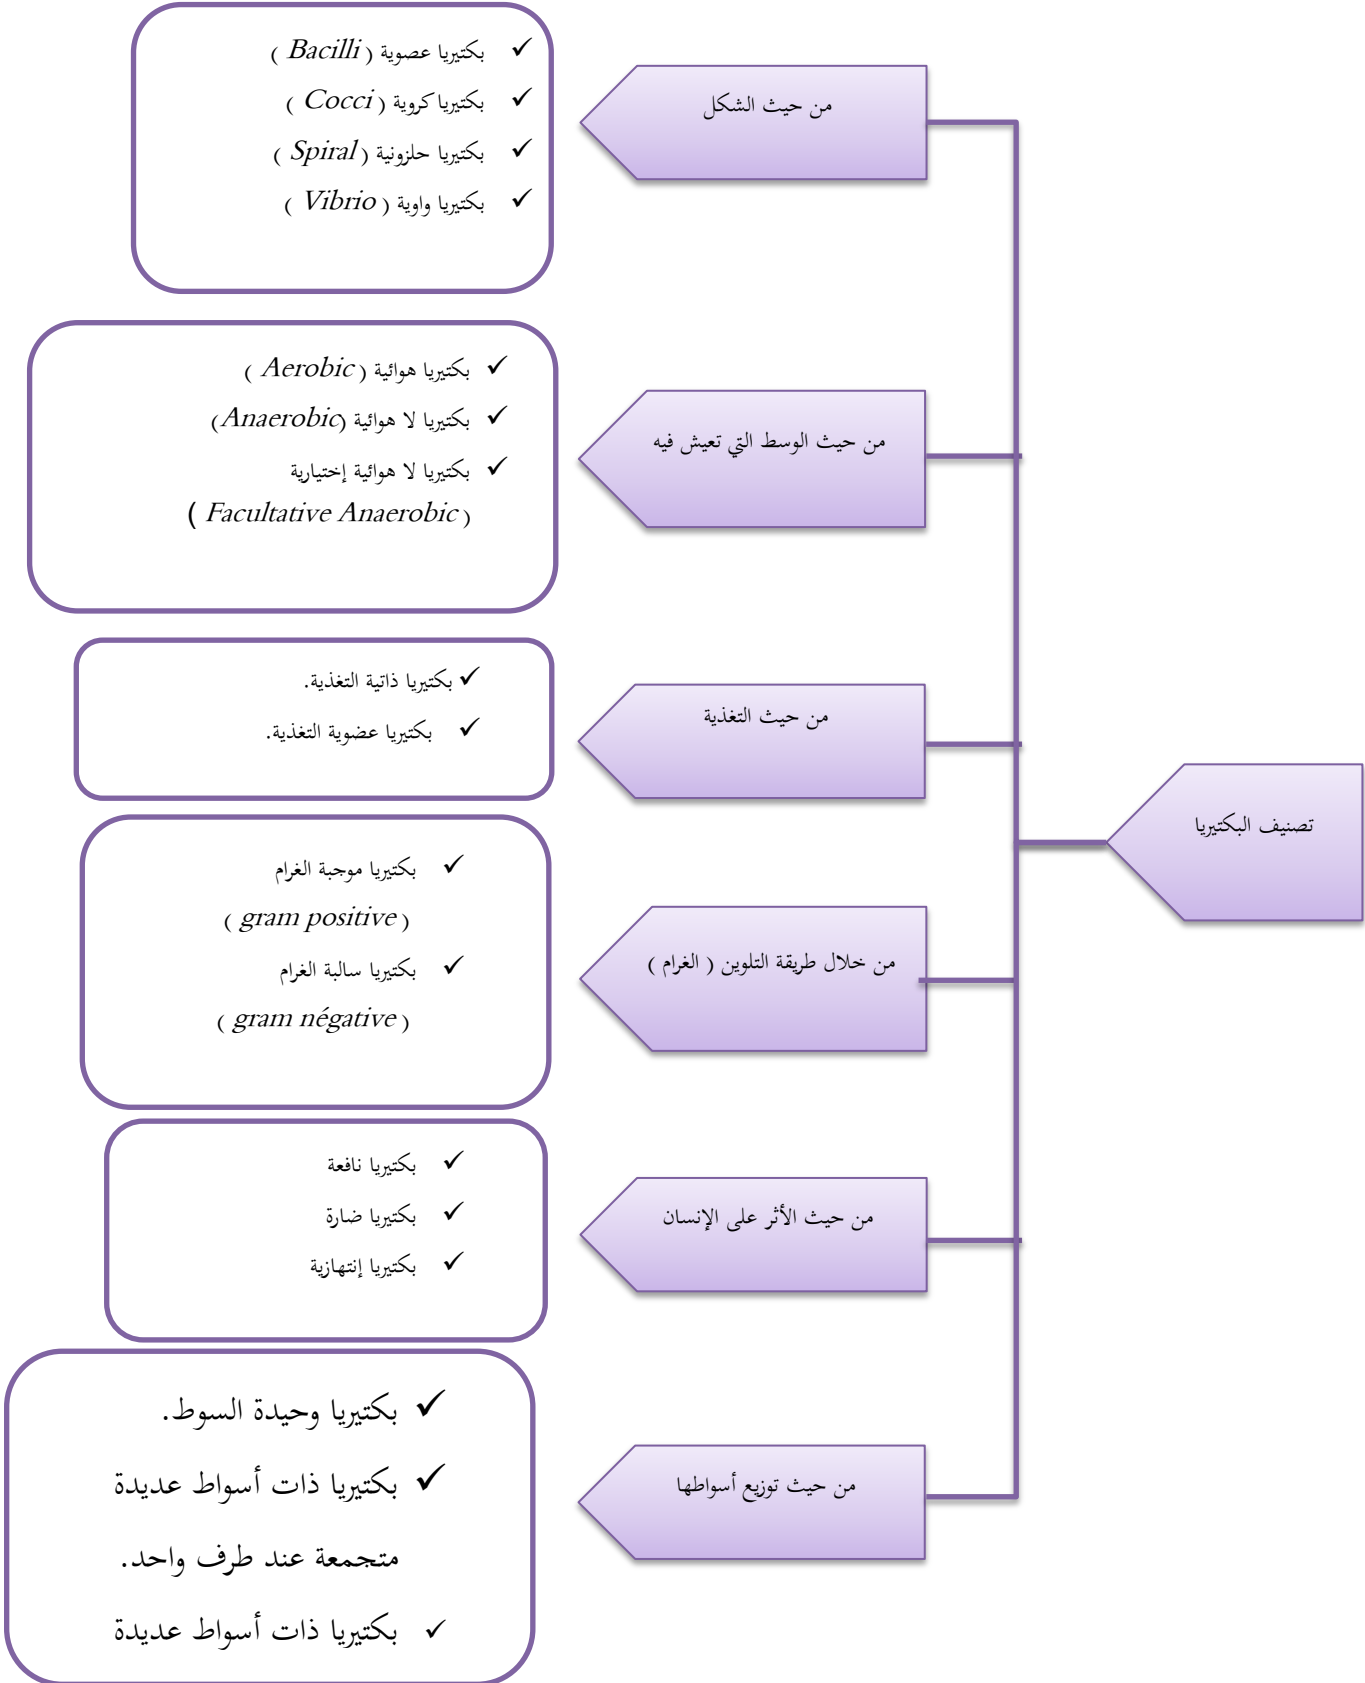 تصنيف البكتيريا
من حيث الشكل
✓ بكتيريا عصوية ( Bacilli )
✓ بكتيريا كروية ( Cocci )
✓ بكتيريا حلزونية ( Spiral )
✓ بكتيريا واوية ( Vibrio )
من حيث الوسط التي تعيش فيه
✓ بكتيريا هوائية ( Aerobic )
✓ بكتيريا لا هوائية (Anaerobic)
✓ بكتيريا لا هوائية إختيارية
( Facultative Anaerobic )
من حيث التغذية
✓ بكتيريا ذاتية التغذية.
✓ بكتيريا عضوية التغذية.
من خلال طريقة التلوين ( الغرام )
✓ بكتيريا موجبة الغرام
( gram positive )
✓ بكتيريا سالبة الغرام
( gram négative )
من حيث الأثر على الإنسان
✓ بكتيريا نافعة
✓ بكتيريا ضارة
✓ بكتيريا إنتهازية
من حيث توزيع أسواطها
✓ بكتيريا وحيدة السوط.
✓ بكتيريا ذات أسواط عديدة
متجمعة عند طرف واحد.
✓ بكتيريا ذات أسواط عديدة